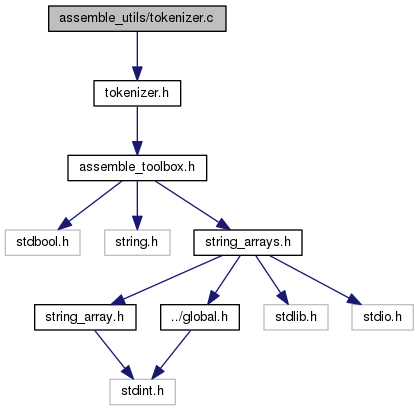 assemble_utils/tokenizer.c
tokenizer.h
assemble_toolbox.h
stdbool.h
string.h
string_arrays.h
string_array.h
../global.h
stdlib.h
stdio.h
stdint.h